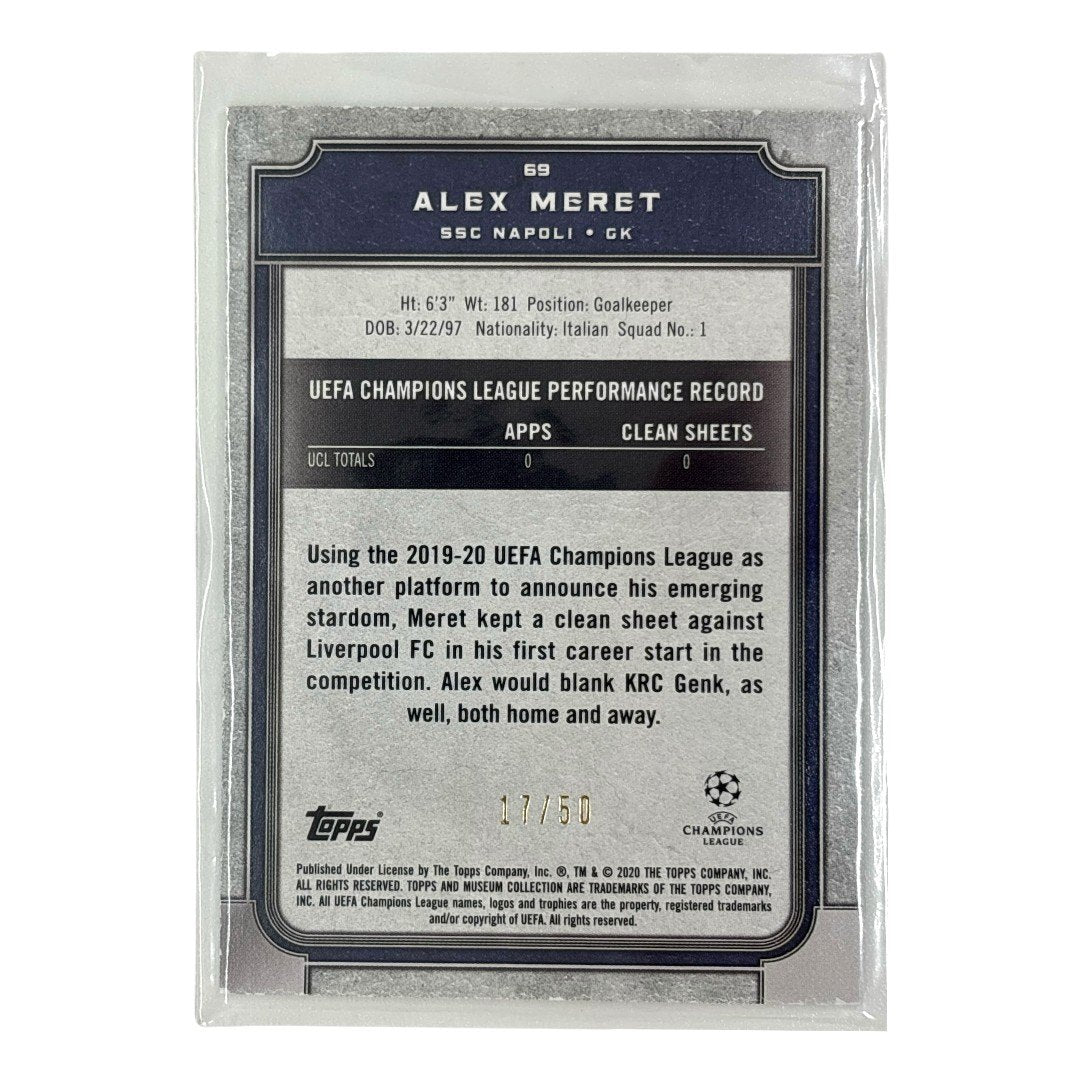 69
ALEX MERET
SSC NAPOLI • GK
Ht: 6'3" Wt: 181 Position: Goalkeeper
DOB: 3/22/97 Nationality: Italian Squad No.: 1
UEFA CHAMPIONS LEAGUE PERFORMANCE RECORD
APPS CLEAN SHEETS
UCL TOTALS 0 0
Using the 2019-20 UEFA Champions League as
another platform to announce his emerging
stardom, Meret kept a clean sheet against
Liverpool FC in his first career start in the
competition. Alex would blank KRC Genk, as
well, both home and away.
Topps
17/50
UEFA
CHAMPIONS
LEAGUE
Published Under License by The Topps Company, Inc. ®, TM & © 2020 THE TOPPS COMPANY, INC.
ALL RIGHTS RESERVED. TOPPS AND MUSEUM COLLECTION ARE TRADEMARKS OF THE TOPPS COMPANY,
INC. All UEFA Champions League names, logos and trophies are the property, registered trademarks
and/or copyright of UEFA. All rights reserved.